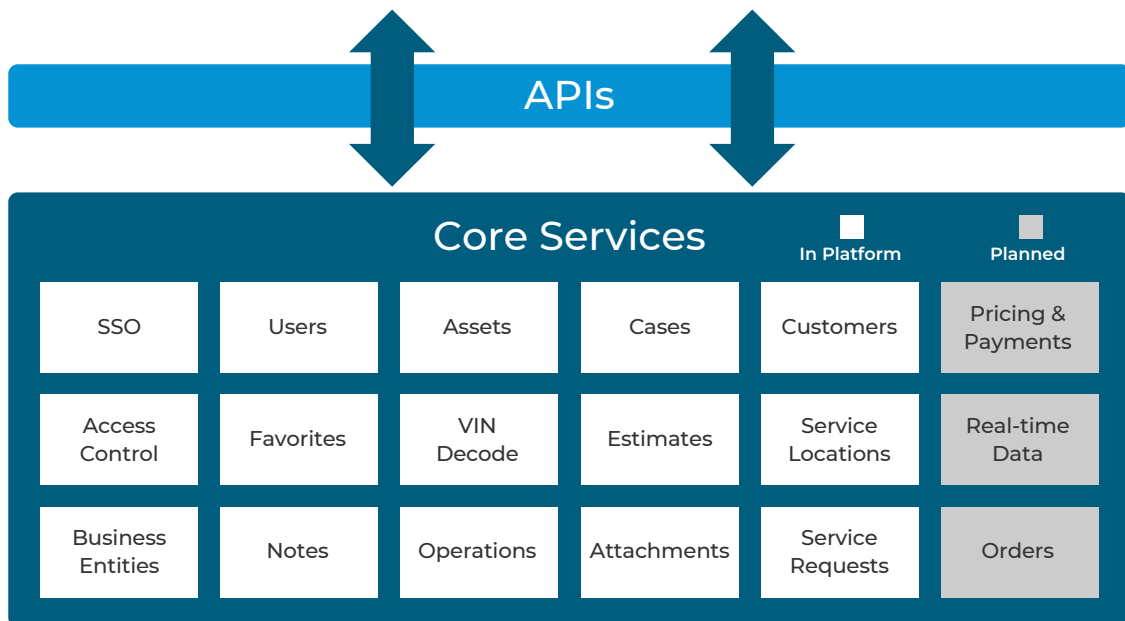 APIs
Core Services
In Platform
Planned
SSO
Users
Assets
Cases
Customers
Pricing &
Payments
Access
Control
Favorites
VIN
Decode
Estimates
Service
Locations
Real-time
Data
Business
Entities
Notes
Operations
Attachments
Service
Requests
Orders